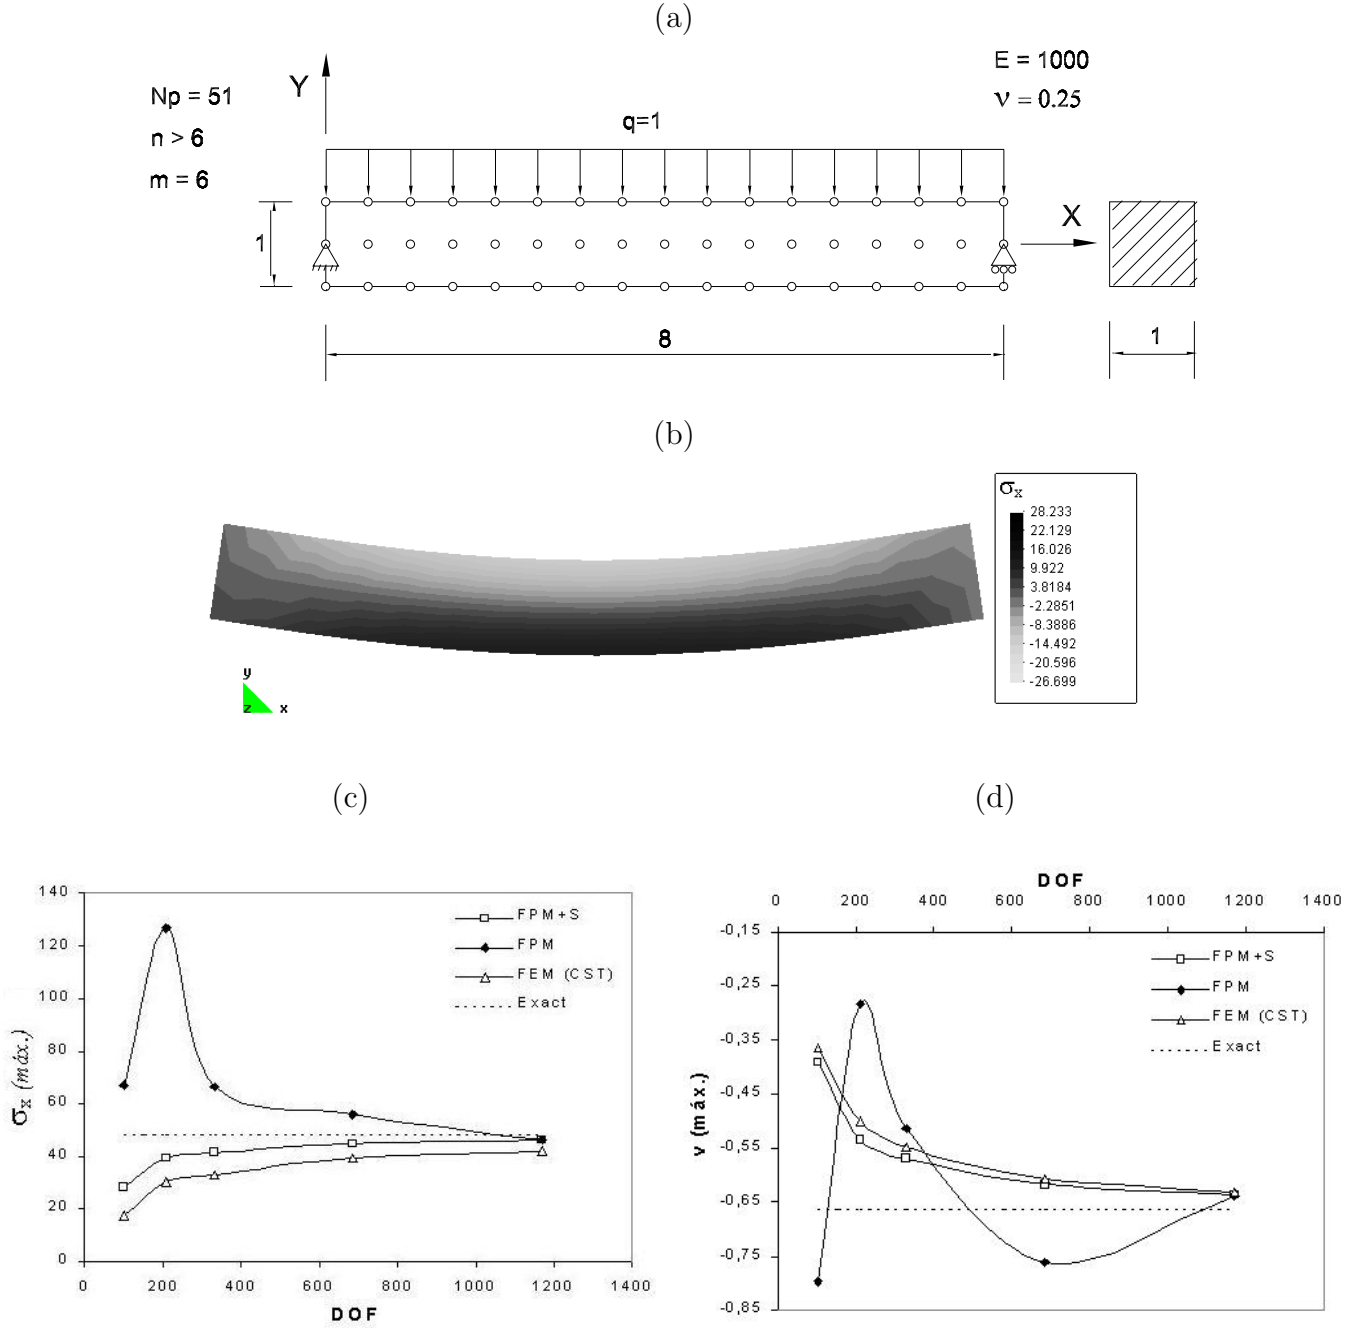 (a)
Np = 51
n > 6
m = 6
Y
q=1
E = 1000
ν = 0.25
1
X
8
1
(b)
σx
28.233
22.129
16.026
9.922
3.8184
-2.2851
-8.3886
-14.492
-20.596
-26.699
y
z x
(c)
140
120
100
80
60
40
20
0
0 200 400 600 800 1000 1200 1400
DOF
σx (máx.)
FPM+S
FPM
FEM (CST)
Exact
(d)
DOF
0 200 400 600 800 1000 1200 1400
-0,15
-0,25
-0,35
-0,45
-0,55
-0,65
-0,75
-0,85
v (máx.)
FPM+S
FPM
FEM (CST)
Exact